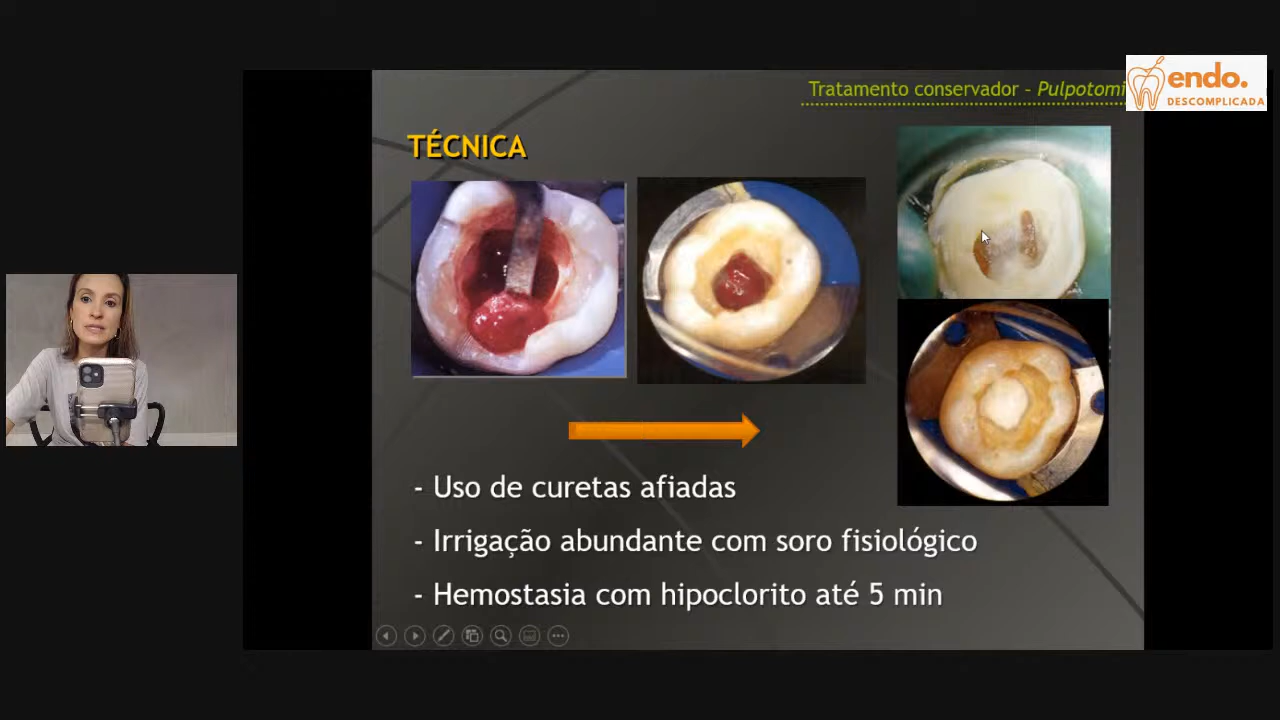 Tratamento conservador - Pulpotomi
endo.
DESCOMPLICADA
TÉCNICA
- Uso de curetas afiadas
- Irrigação abundante com soro fisiológico
- Hemostasia com hipoclorito até 5 min